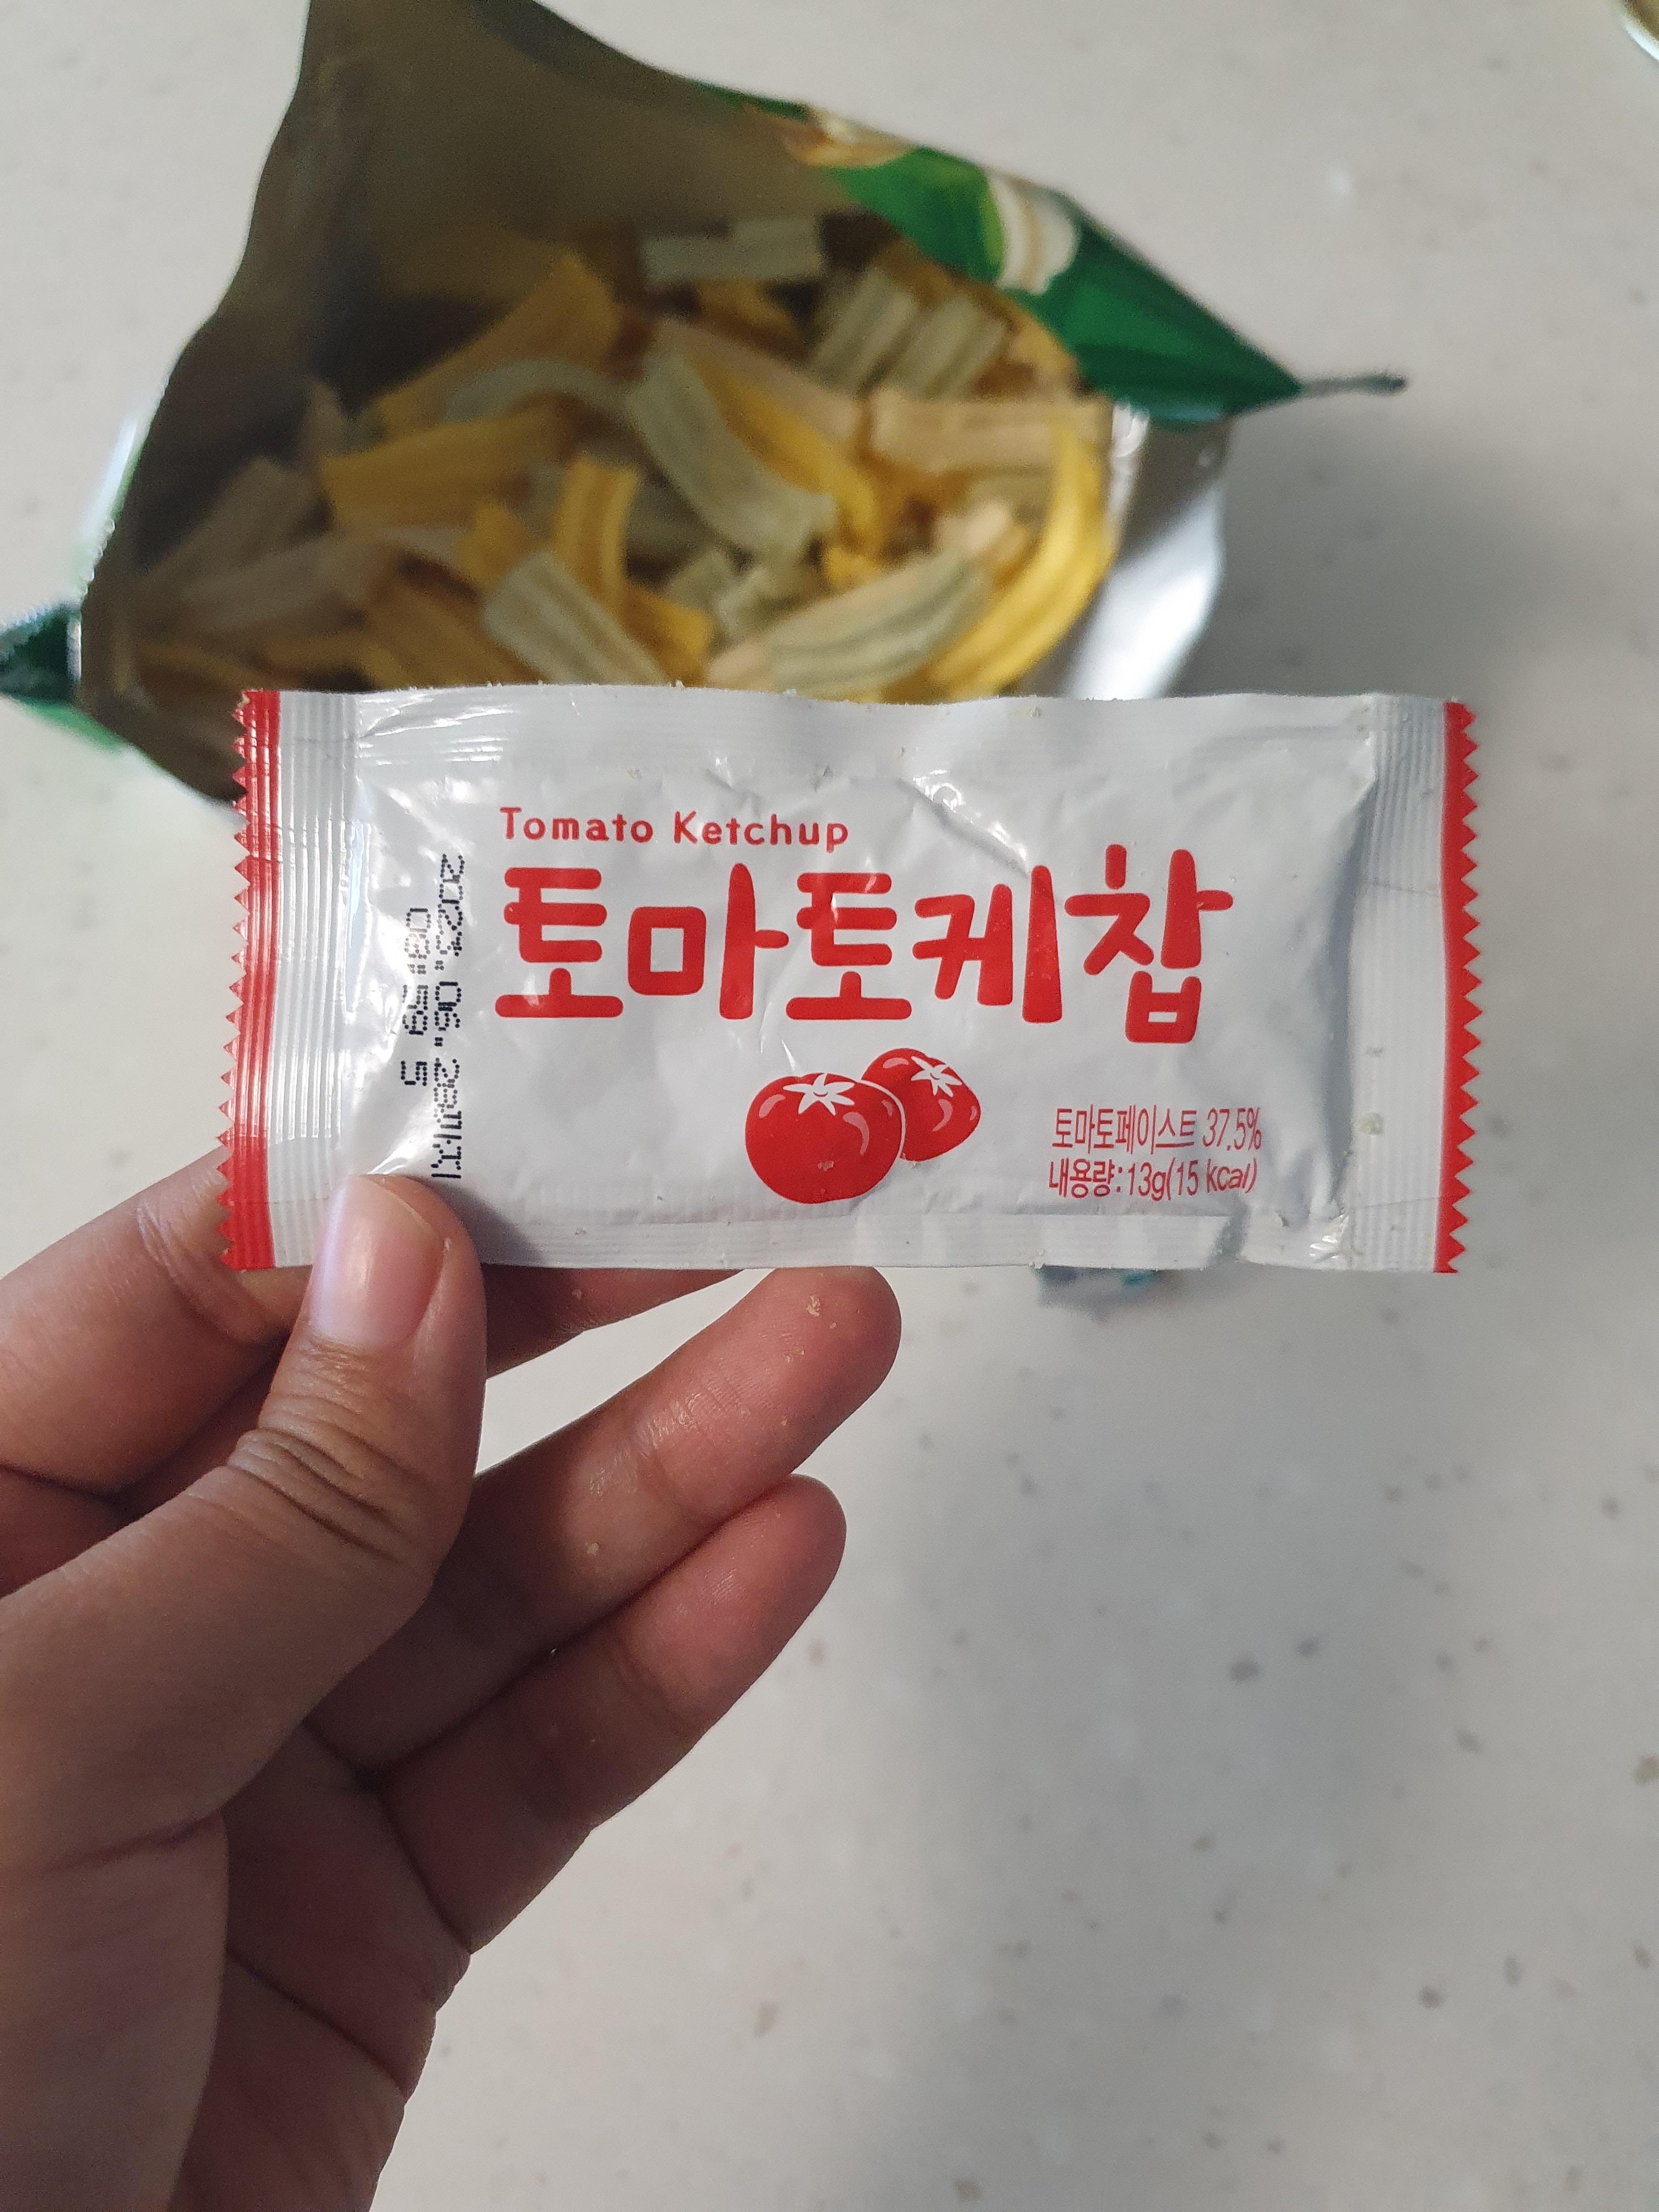 Tomato Ketchup
토마토케찹
토마토페이스트 37.5%
내용량:13g(15 kcal)
2023.06.28까지